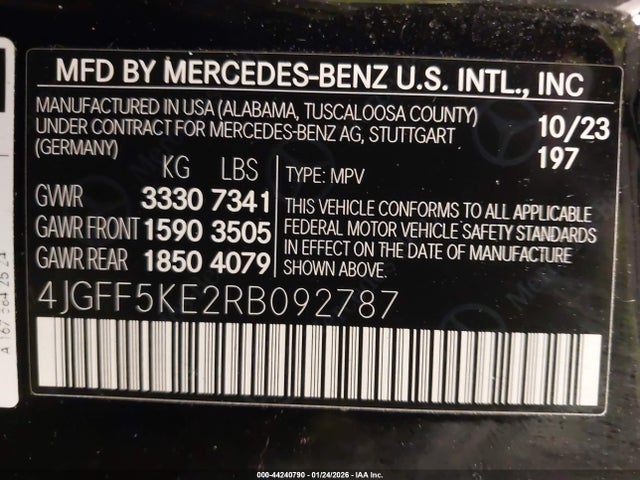 MFD BY MERCEDES-BENZ U.S. INTL., INC
MANUFACTURED IN USA (ALABAMA, TUSCALOOSA COUNTY)
UNDER CONTRACT FOR MERCEDES-BENZ AG, STUTTGART
(GERMANY)
10/23
197
KG LBS
GWR 3330 7341
GAWR FRONT 1590 3505
GAWR REAR 1850 4079
TYPE: MPV
THIS VEHICLE CONFORMS TO ALL APPLICABLE
FEDERAL MOTOR VEHICLE SAFETY STANDARDS
IN EFFECT ON THE DATE OF MANUFACTURE
SHOWN ABOVE.
4JGFF5KE2RB092787
000-44240790 - 01/24/2026 - IAA Inc.